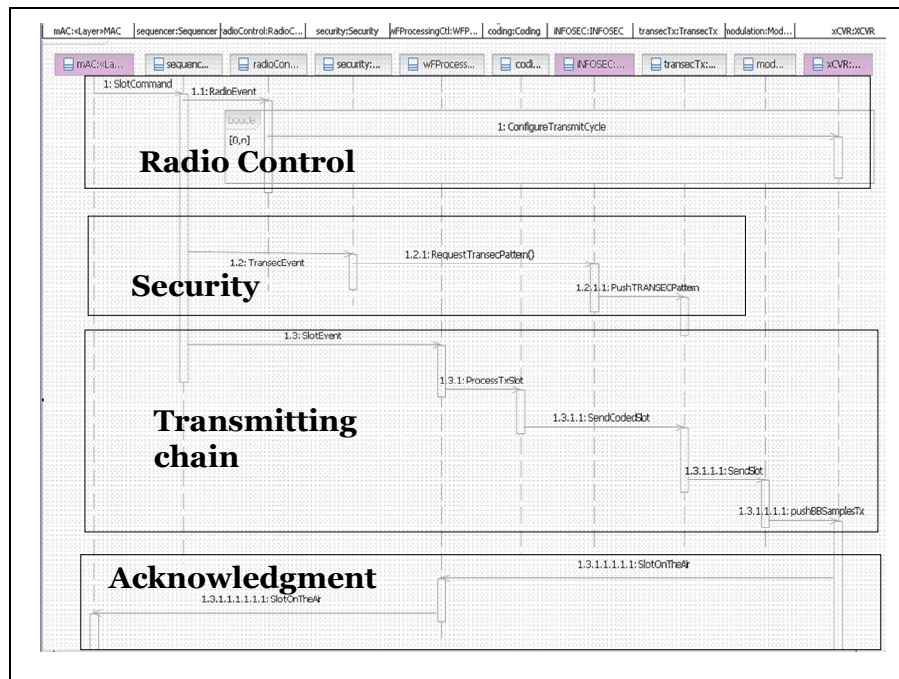 mAC:«Layer»MAC sequencer:Sequencer radioControl:RadioC... security:Security wFProcessingCtl:WFP... coding:Coding iNFOSEC:INFOSEC transecTx:TransecTx modulation:Mod... xCVR:XCVR
mAC:«La... sequenc... radioCon... security:... wFProcess... codi... iNFOSEC:... transecTx:... mod... xCVR:...
1: SlotCommand
1.1: RadioEvent
boucle
[0,n]
1: ConfigureTransmitCycle
Radio Control
1.2: TransecEvent
1.2.1: RequestTransecPattern()
Security
1.2.1.1: PushTRANSECPattern
1.3: SlotEvent
1.3.1: ProcessTxSlot
Transmitting
chain
1.3.1.1: SendCodedSlot
1.3.1.1.1: SendSlot
1.3.1.1.1.1: pushBBSamplesTx
Acknowledgment
1.3.1.1.1.1.1: SlotOnTheAir
1.3.1.1.1.1.1.1: SlotOnTheAir